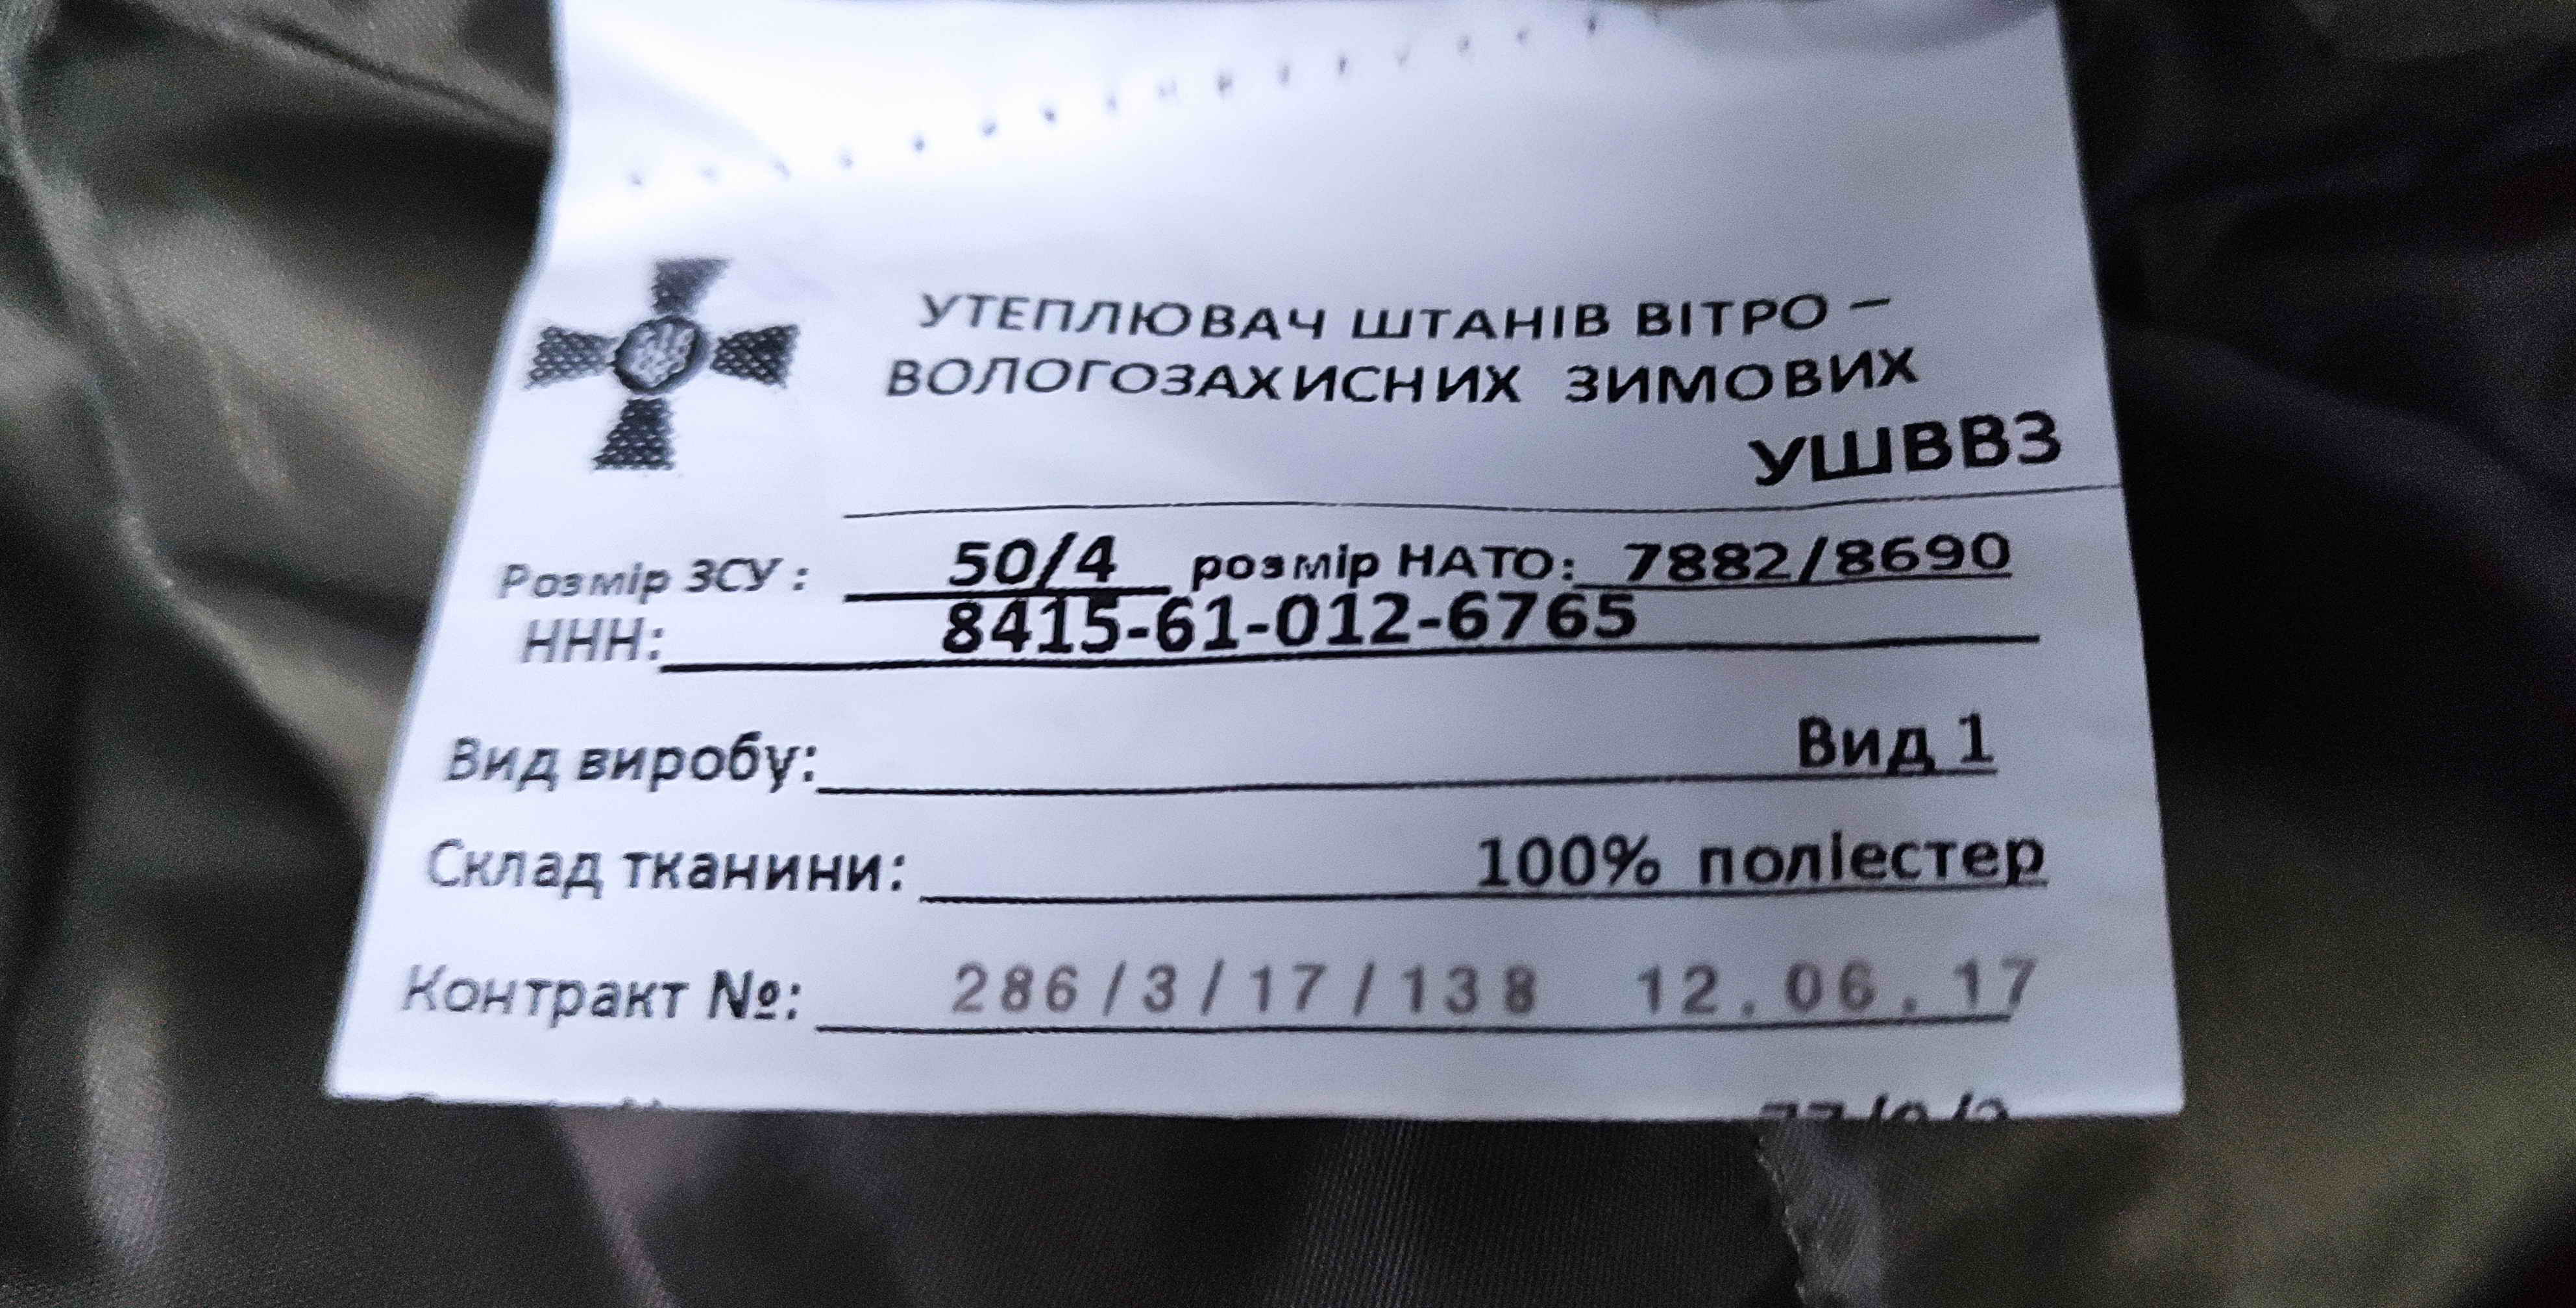 УТЕПЛЮВАЧ ШТАНІВ ВІТРО –
ВОЛОГОЗАХИСНИХ ЗИМОВИХ
УШВВЗ
Розмір ЗСУ : 50/4 розмір НАТО: 7882/8690
ННН: 8415-61-012-6765
Вид виробу: Вид 1
Склад тканини: 100% поліестер
Контракт №: 286/3/17/138 12.06.17